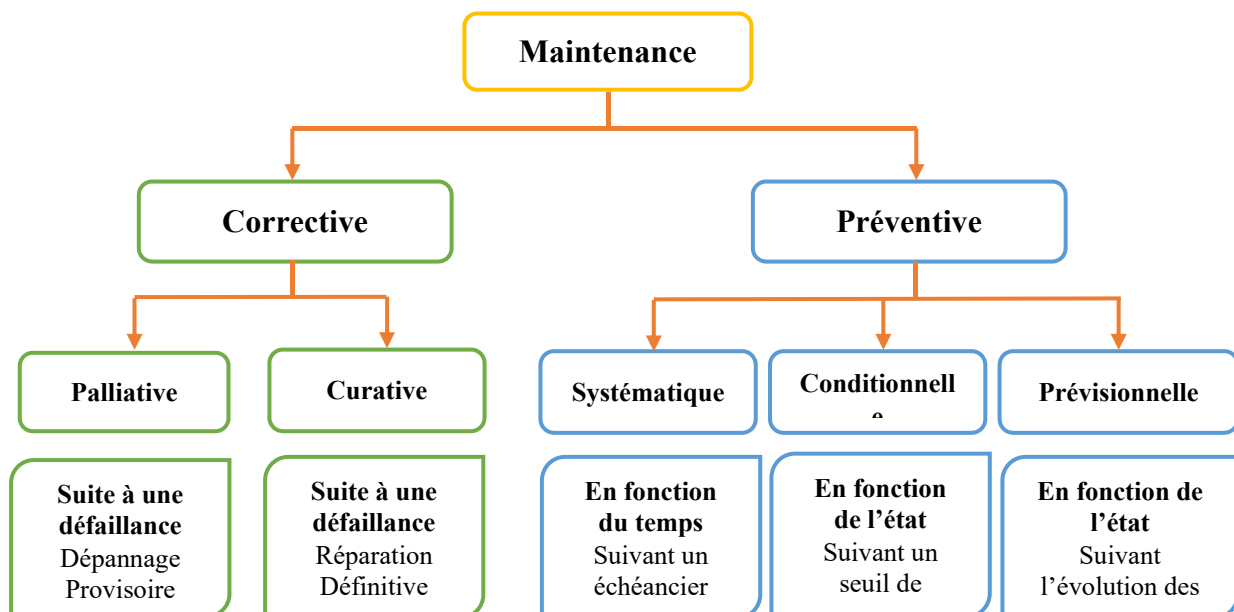 Maintenance
Corrective
Préventive
Palliative
Curative
Systématique
Conditionnell
e
Prévisionnelle
Suite à une
défaillance
Dépannage
Provisoire
Suite à une
défaillance
Réparation
Définitive
En fonction
du temps
Suivant un
échéancier
En fonction
de l'état
Suivant un
seuil de
En fonction de
l'état
Suivant
l'évolution des